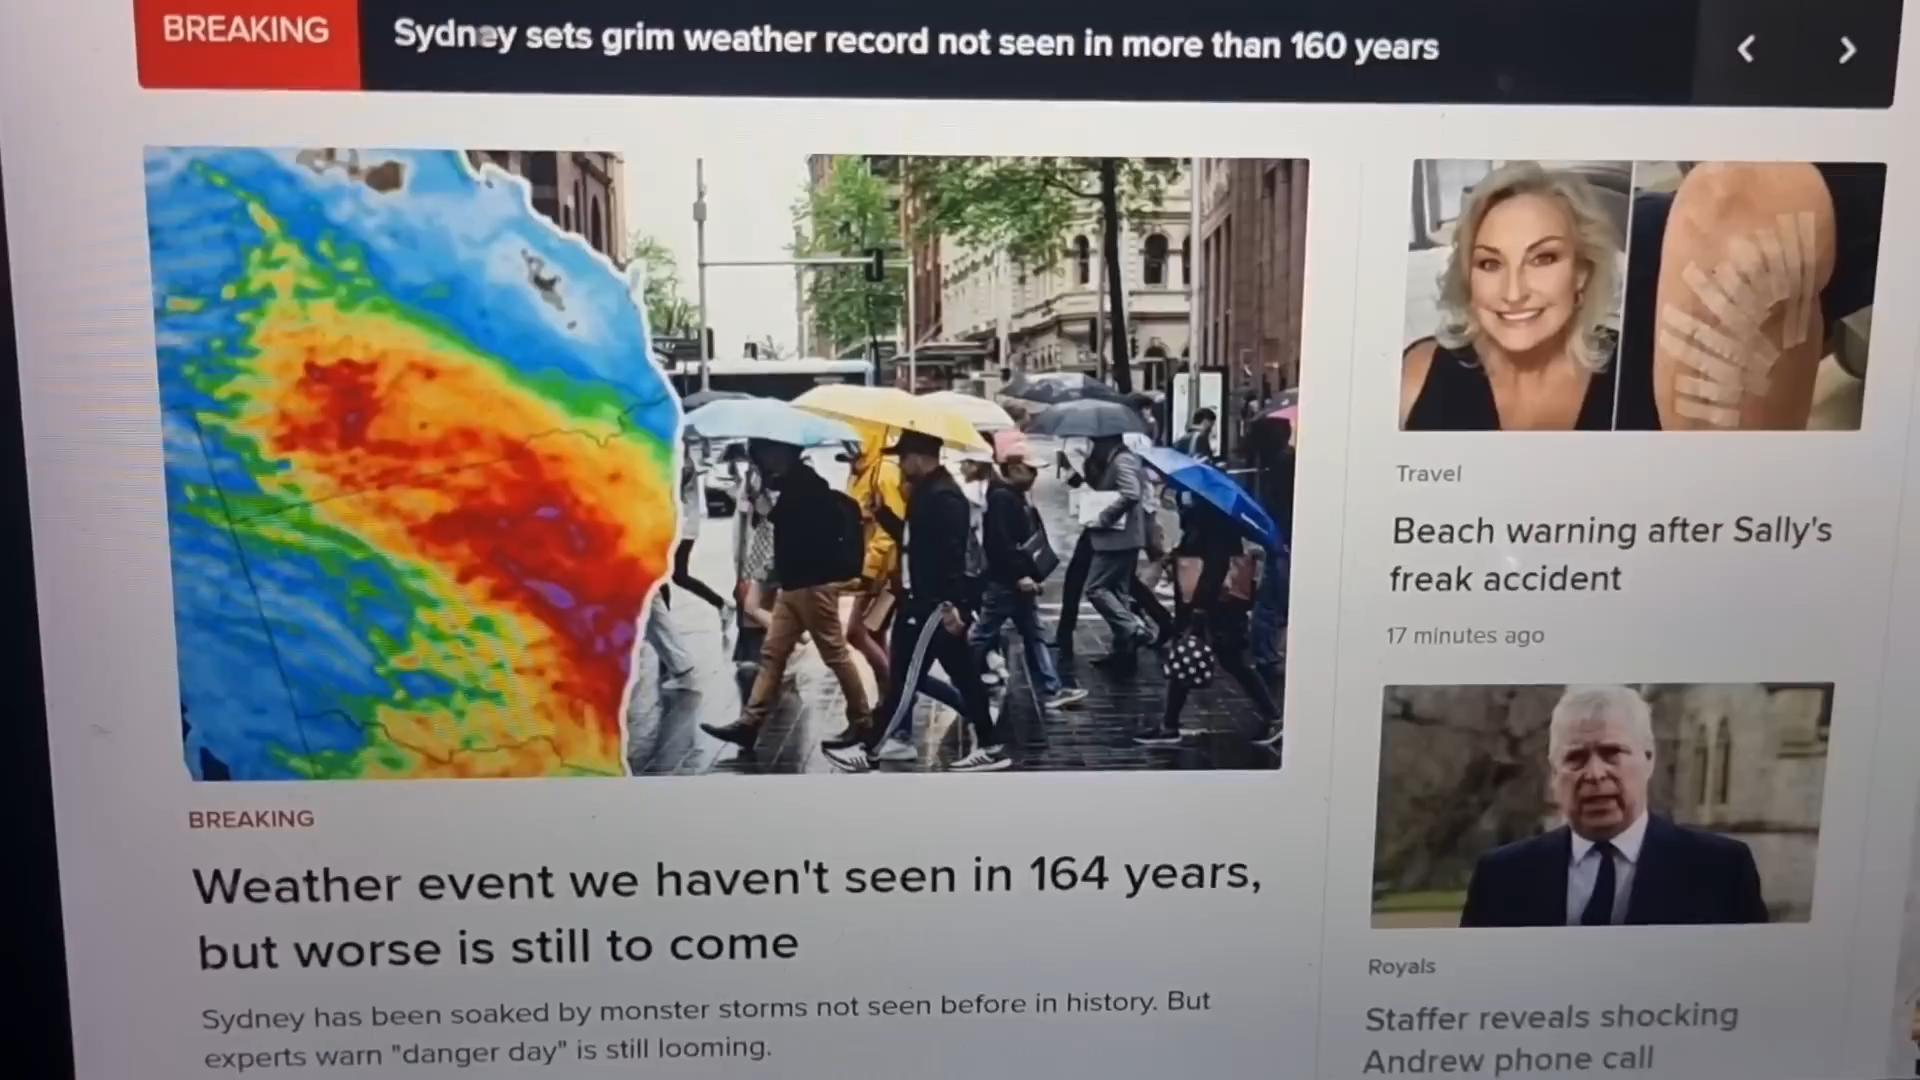 BREAKING
Sydney sets grim weather record not seen in more than 160 years
BREAKING
Weather event we haven't seen in 164 years,
but worse is still to come
Sydney has been soaked by monster storms not seen before in history. But
experts warn "danger day" is still looming.
Travel
Beach warning after Sally's
freak accident
17 minutes ago
Royals
Staffer reveals shocking
Andrew phone call